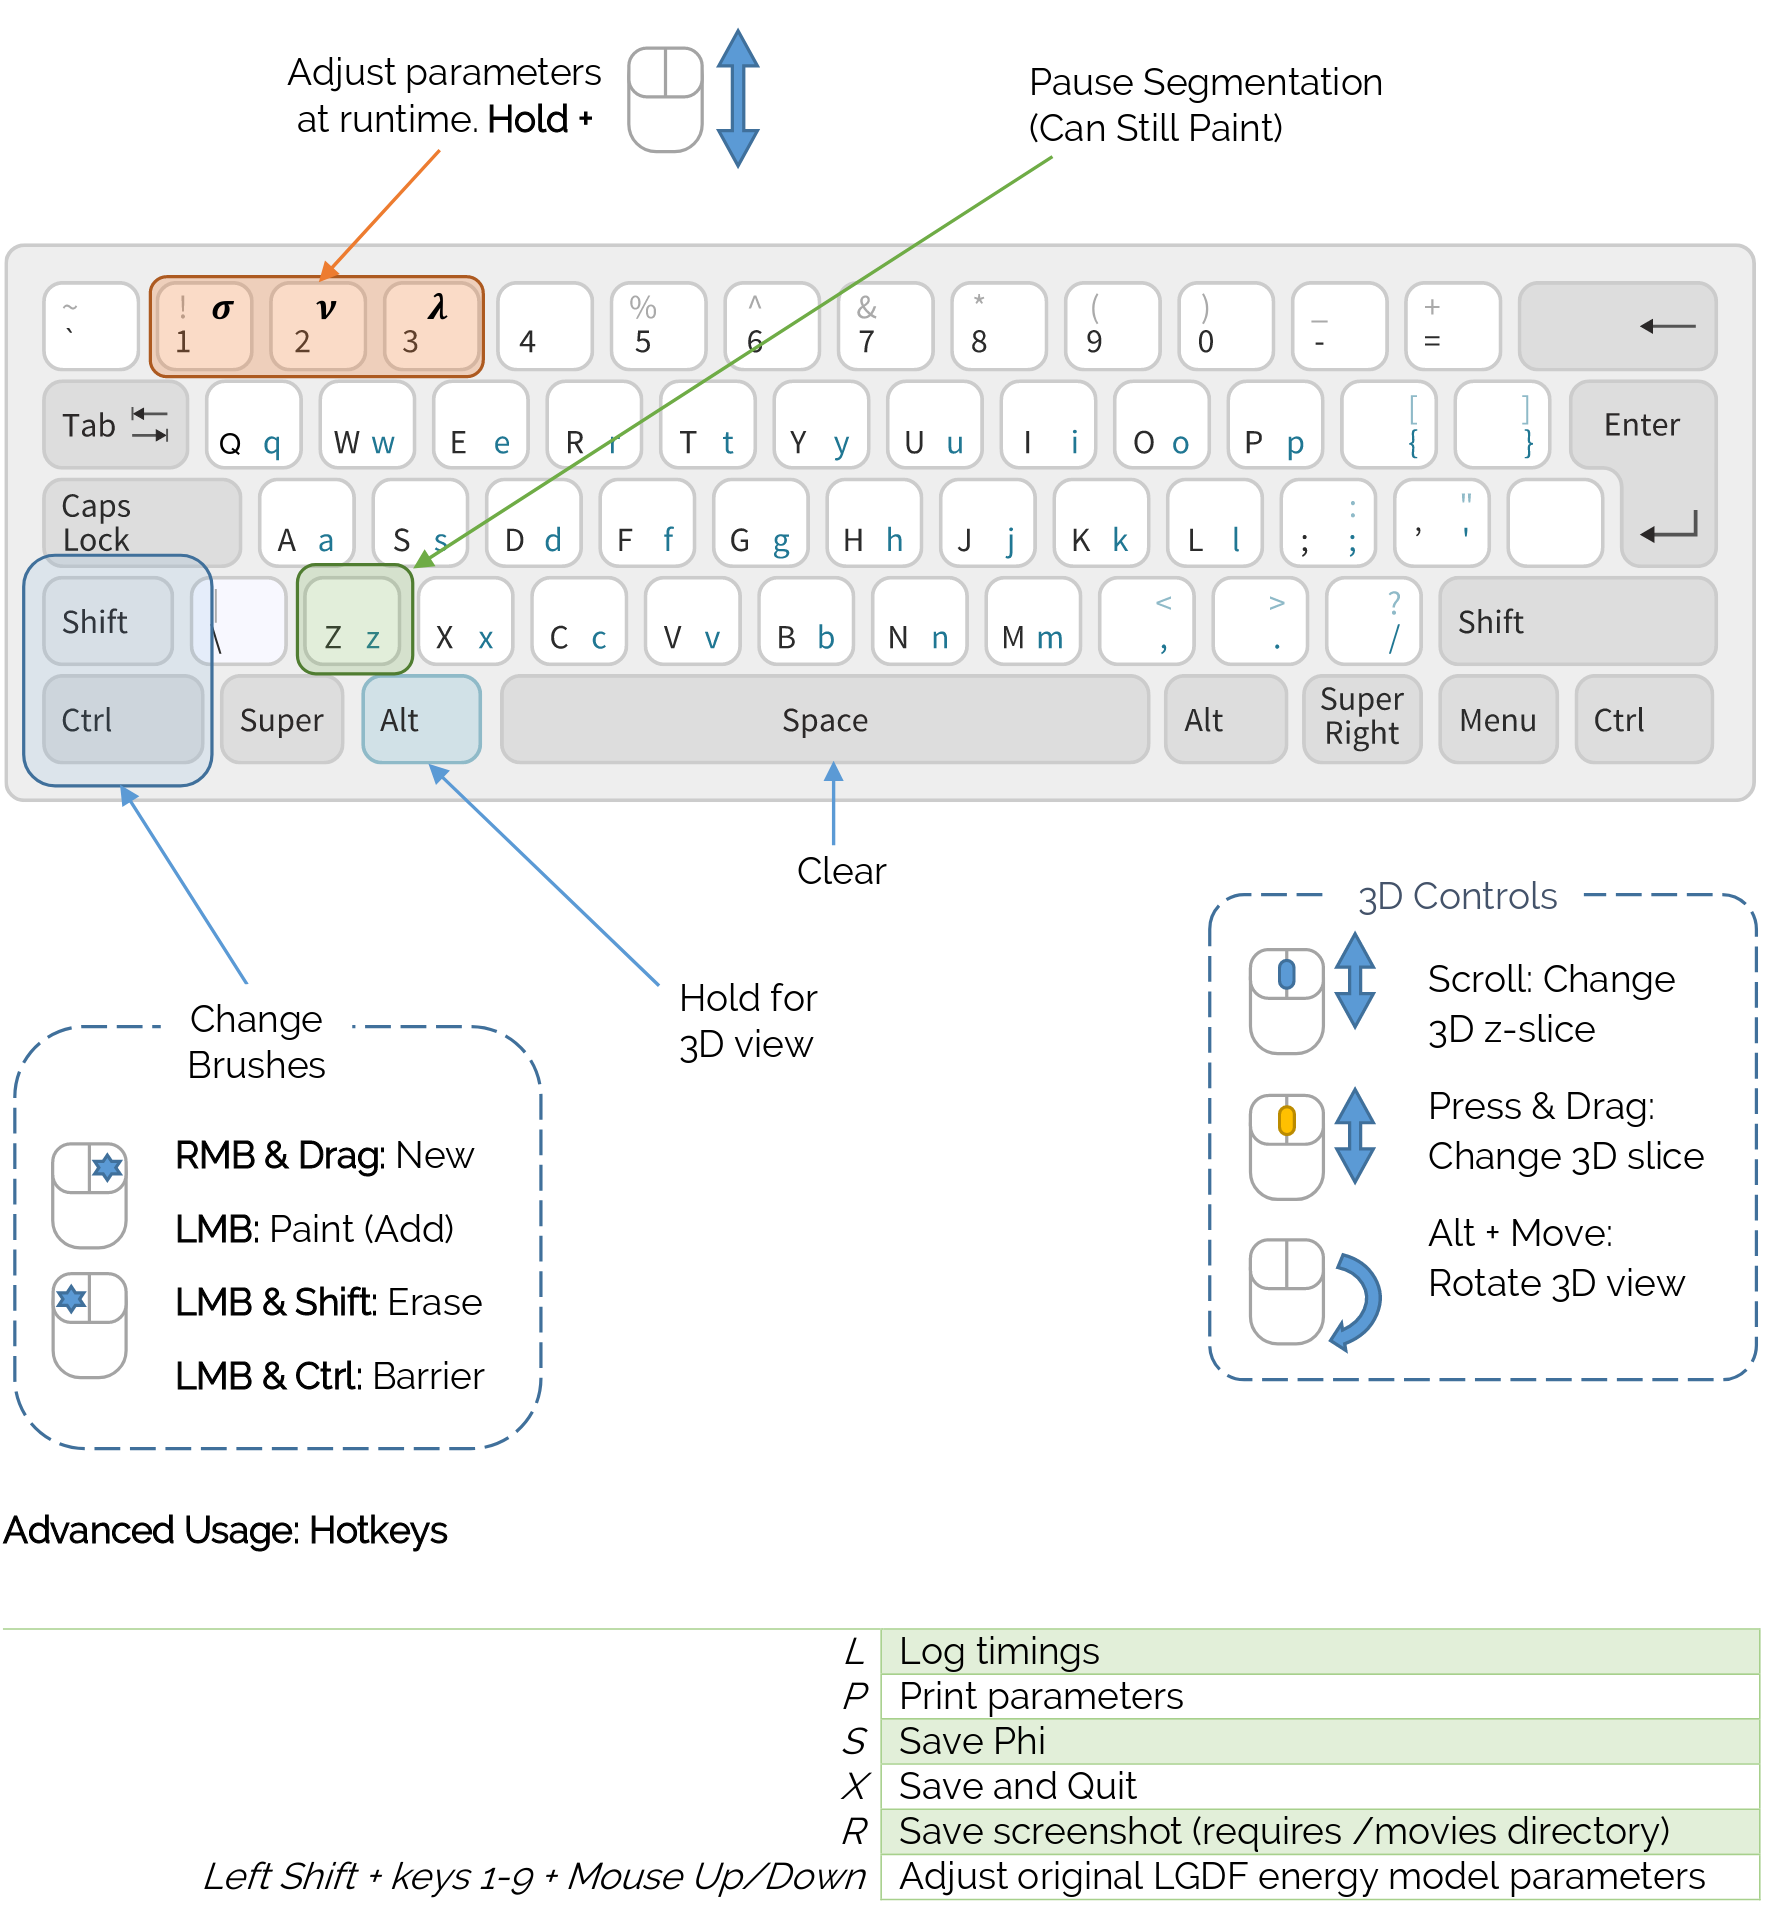 Adjust parameters
at runtime. Hold +
Pause Segmentation
(Can Still Paint)
~ ! σ ν λ % ^ & * ( ) _ +
` 1 2 3 4 5 6 7 8 9 0 - =
Tab Q q W w E e R r T t Y y U u I i O o P p [ { ] } Enter
Caps
Lock A a S s D d F f G g H h J j K k L l ; : ; ’ " '
Shift | \ Z z X x C c V v B b N n M m < , > . ? / Shift
Ctrl Super Alt Space Alt Super
Right Menu Ctrl
Clear
Hold for
3D view
Change
Brushes
RMB & Drag: New
LMB: Paint (Add)
LMB & Shift: Erase
LMB & Ctrl: Barrier
3D Controls
Scroll: Change
3D z-slice
Press & Drag:
Change 3D slice
Alt + Move:
Rotate 3D view
Advanced Usage: Hotkeys
L Log timings
P Print parameters
S Save Phi
X Save and Quit
R Save screenshot (requires /movies directory)
Left Shift + keys 1-9 + Mouse Up/Down Adjust original LGDF energy model parameters